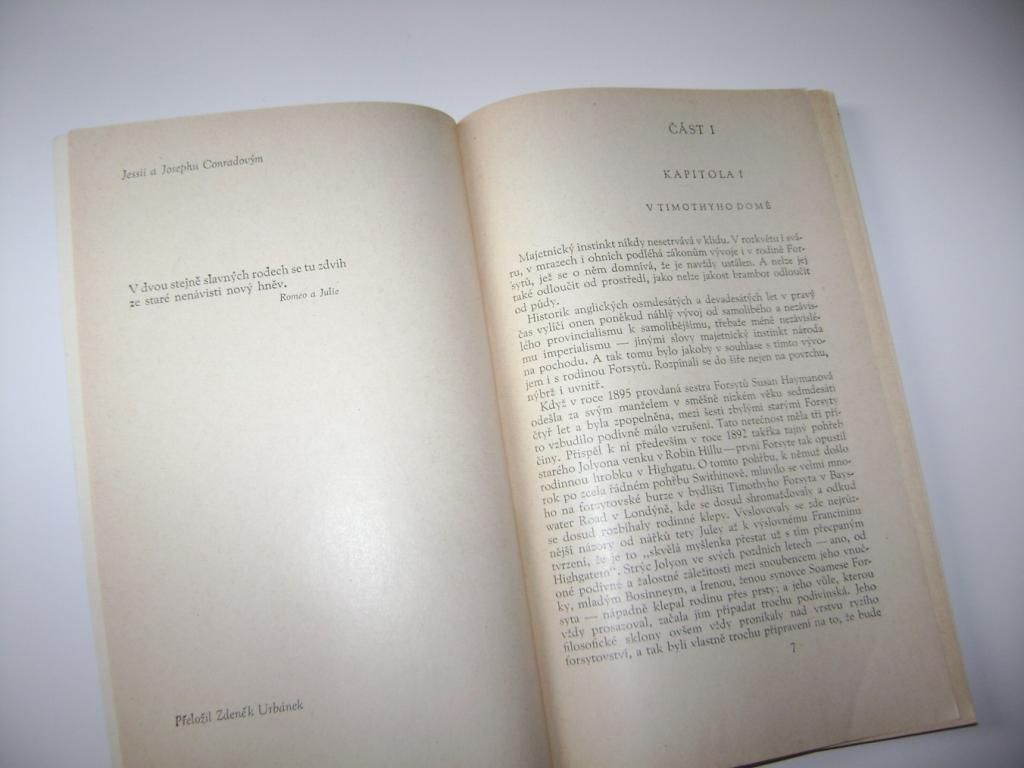 Jessii a Josephu Conradovým
V dvou stejně slavných rodech se tu zdvih
ze staré nenávisti nový hněv.
Romeo a Julie
Přeložil Zdeněk Urbánek
ČÁST I
KAPITOLA I
V TIMOTHYHO DOMĚ
Majetnický instinkt nikdy nesetrvává v klidu. V rozkvětu i svá-
ru, v mrazech i ohních podléhá zákonům vývoje i v rodině For-
sytů, jež se o něm domnívá, že je navždy ustálen. A nelze jej
také odloučit od prostředí, jako nelze jakost brambor odloučit
od půdy.
Historik anglických osmdesátých a devadesátých let v pravý
čas vylíčí onen poněkud náhlý vývoj od samolibého a nezávis-
lého provincialismu k samolibějšímu, třebaže méně nezávislé-
mu imperialismu — jinými slovy majetnický instinkt národa
na pochodu. A tak tomu bylo jakoby v souhlase s tímto vývo-
jem i s rodinou Forsytů. Rozpínali se do šíře nejen na povrchu,
nýbrž i uvnitř.
Když v roce 1895 provdaná sestra Forsytů Susan Haymanová
odešla za svým manželem v směšně nízkém věku sedmdesáti
čtyř let a byla zpopelněna, mezi šesti zbylými starými Forsyty
to vzbudilo podivně málo vzrušení. Tato netečnost měla tři pří-
činy. Přispěl k ní především v roce 1892 takřka tajný pohřeb
starého Jolyona venku v Robin Hillu — první Forsyte tak opustil
rodinnou hrobku v Highgatu. O tomto pohřbu, k němuž došlo
rok po zcela řádném pohřbu Swithinově, mluvilo se velmi mno-
ho na forsytovské burze v bydlišti Timothyho Forsyta v Bays-
water Road v Londýně, kde se dosud shromažďovaly a odkud
se dosud rozbíhaly rodinné klepy. Vyslovovaly se zde nejrůz-
nější názory od nářků tety Juley až k výslovnému Francininu
tvrzení, že je to „skvělá myšlenka přestat už s tím přecpaným
Highgatem“. Strýc Jolyon ve svých pozdních letech — ano, od
oné podivné a žalostné záležitosti mezi snoubencem jeho vnuč-
ky, mladým Bosinneym, a Irenou, ženou synovce Soamese For-
syta — nápadně klepal rodinu přes prsty; a jeho vůle, kterou
vždy prosazoval, začala jim připadat trochu podivínská. Jeho
filosofické sklony ovšem vždy pronikaly nad vrstvu ryzího
forsytovství, a tak byli vlastně trochu připraveni na to, že bude
7